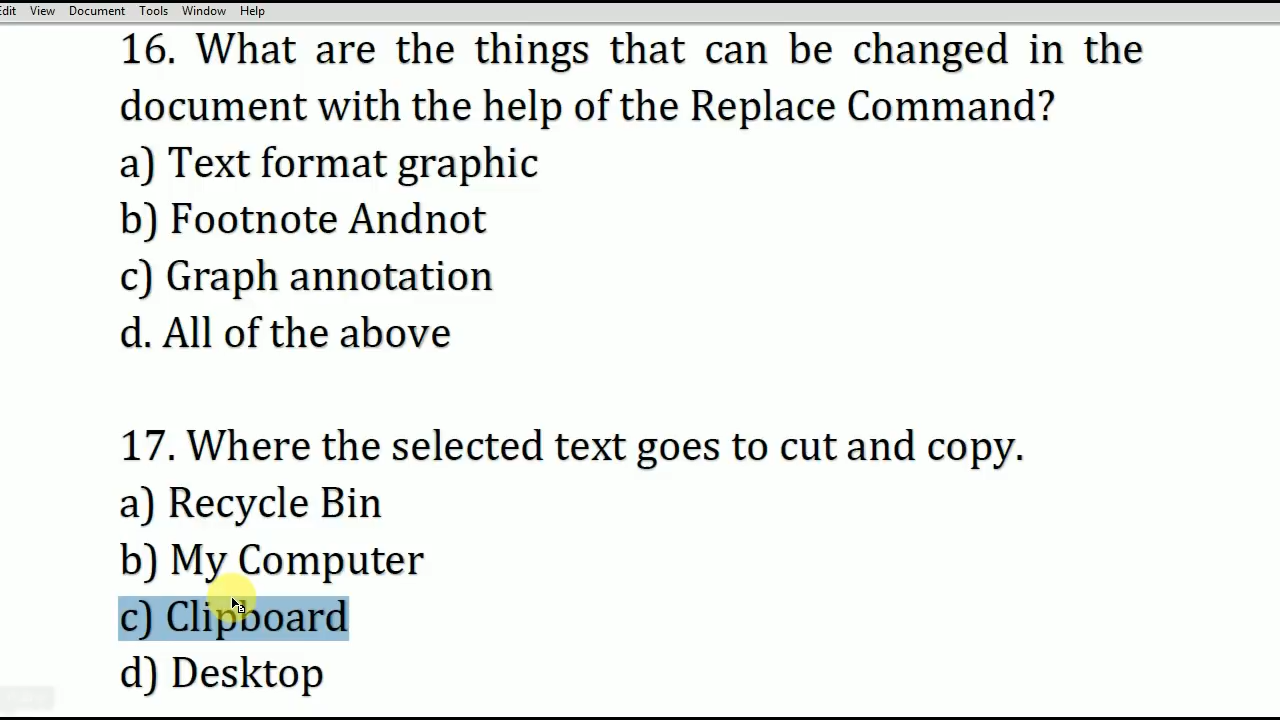 Edit View Document Tools Window Help
16. What are the things that can be changed in the
document with the help of the Replace Command?
a) Text format graphic
b) Footnote Andnot
c) Graph annotation
d. All of the above
17. Where the selected text goes to cut and copy.
a) Recycle Bin
b) My Computer
c) Clipboard
d) Desktop